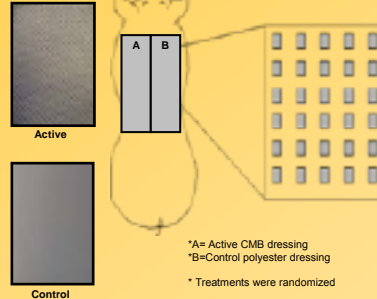 A B
Active
*A= Active CMB dressing
*B=Control polyester dressing
* Treatments were randomized
Control